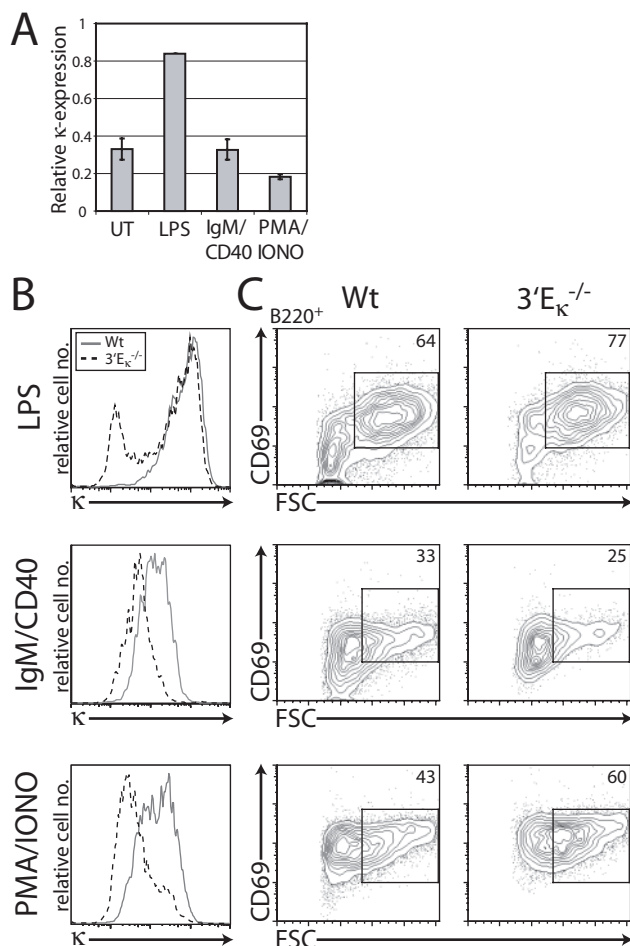 A
Relative κ-expression
1
0.8
0.6
0.4
0.2
0
UT
LPS
IgM/
CD40
PMA/
IONO
B
C
Wt
3'Eκ-/-
B220+
LPS
relative cell no.
Wt
3'Eκ-/-
κ
CD69
64
77
FSC
IgM/CD40
relative cell no.
κ
CD69
33
25
FSC
PMA/IONO
relative cell no.
κ
CD69
43
60
FSC